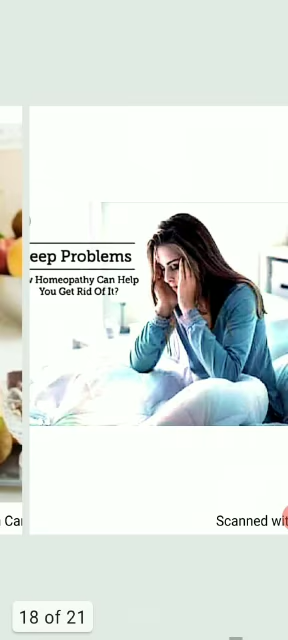 eep Problems
w Homeopathy Can Help
You Get Rid Of It?
Ca
Scanned wit
18 of 21